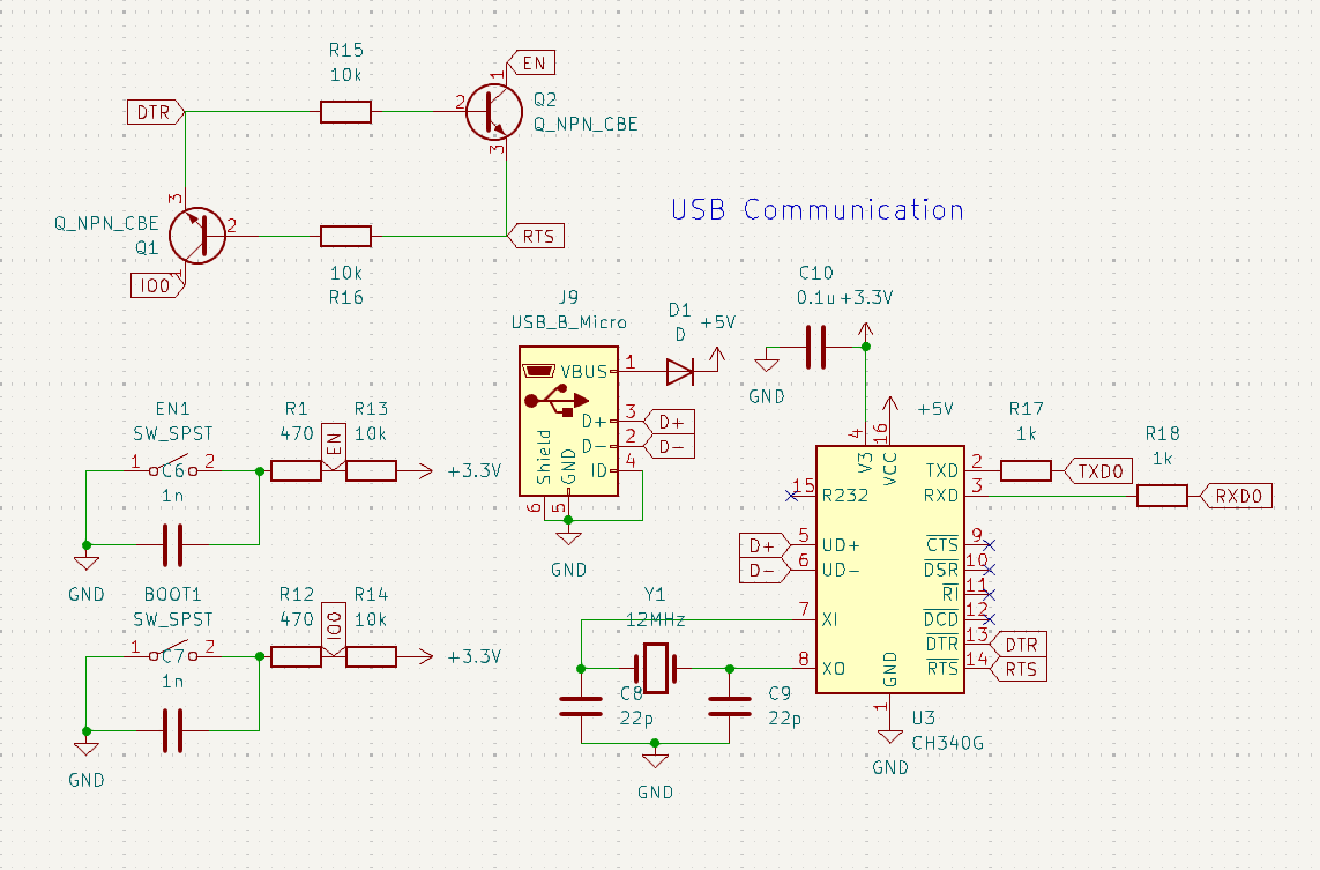 R15
10k
EN
1
DTR
2
Q2
Q_NPN_CBE
3
3
Q_NPN_CBE
Q1
2
RTS
1
IO0
10k
R16
USB Communication
J9
USB_B_Micro
D1
D
+5V
VBUS
1
D+
3
D+
D-
2
D-
ID
4
Shield
GND
6
5
GND
C10
0.1u
+3.3V
GND
+5V
4
16
V3
VCC
R17
1k
R18
1k
TXD
2
TXD0
RXD
3
RXD0
15
R232
D+
5
UD+
D-
6
UD-
CTS
9
DSR
10
RI
11
DCD
12
DTR
13
DTR
RTS
14
RTS
7
XI
8
XO
GND
1
U3
CH340G
GND
Y1
12MHz
C8
22p
C9
22p
GND
EN1
SW_SPST
1
2
C6
1n
R1
470
EN
R13
10k
+3.3V
GND
BOOT1
SW_SPST
1
2
C7
1n
R12
470
IO0
R14
10k
+3.3V
GND